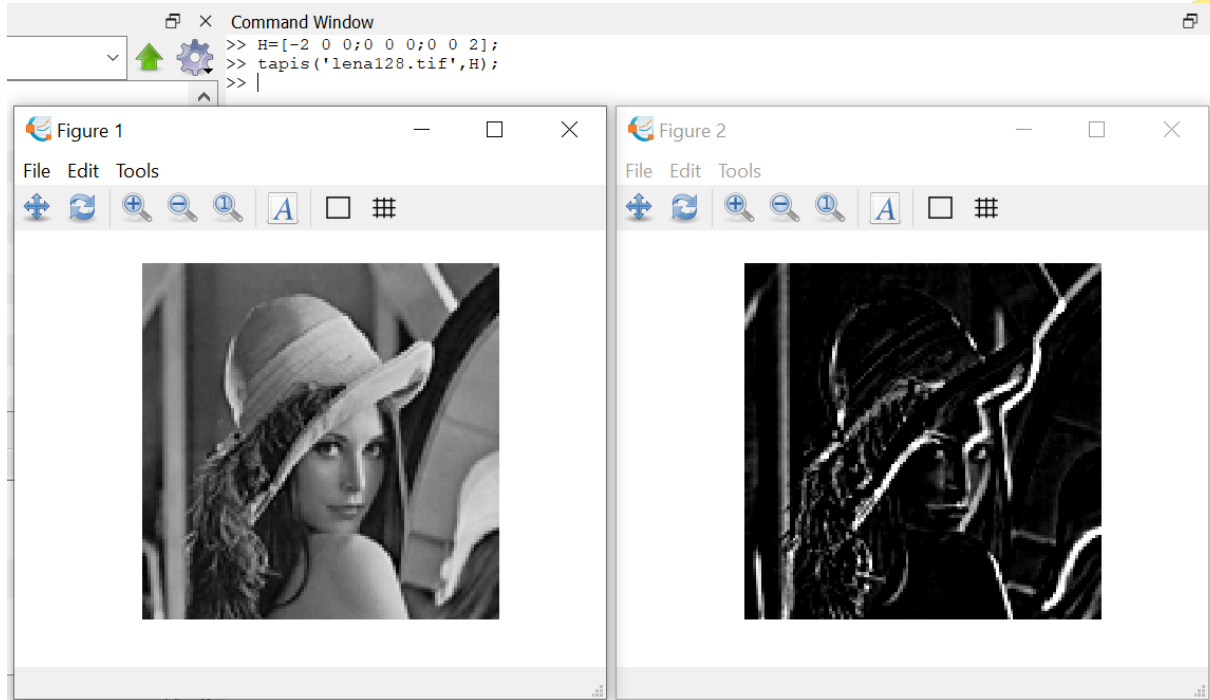 Command Window
>> H=[-2 0 0;0 0 0;0 0 2];
>> tapis('lena128.tif',H);
>>
Figure 1
File Edit Tools
A
Figure 2
File Edit Tools
A